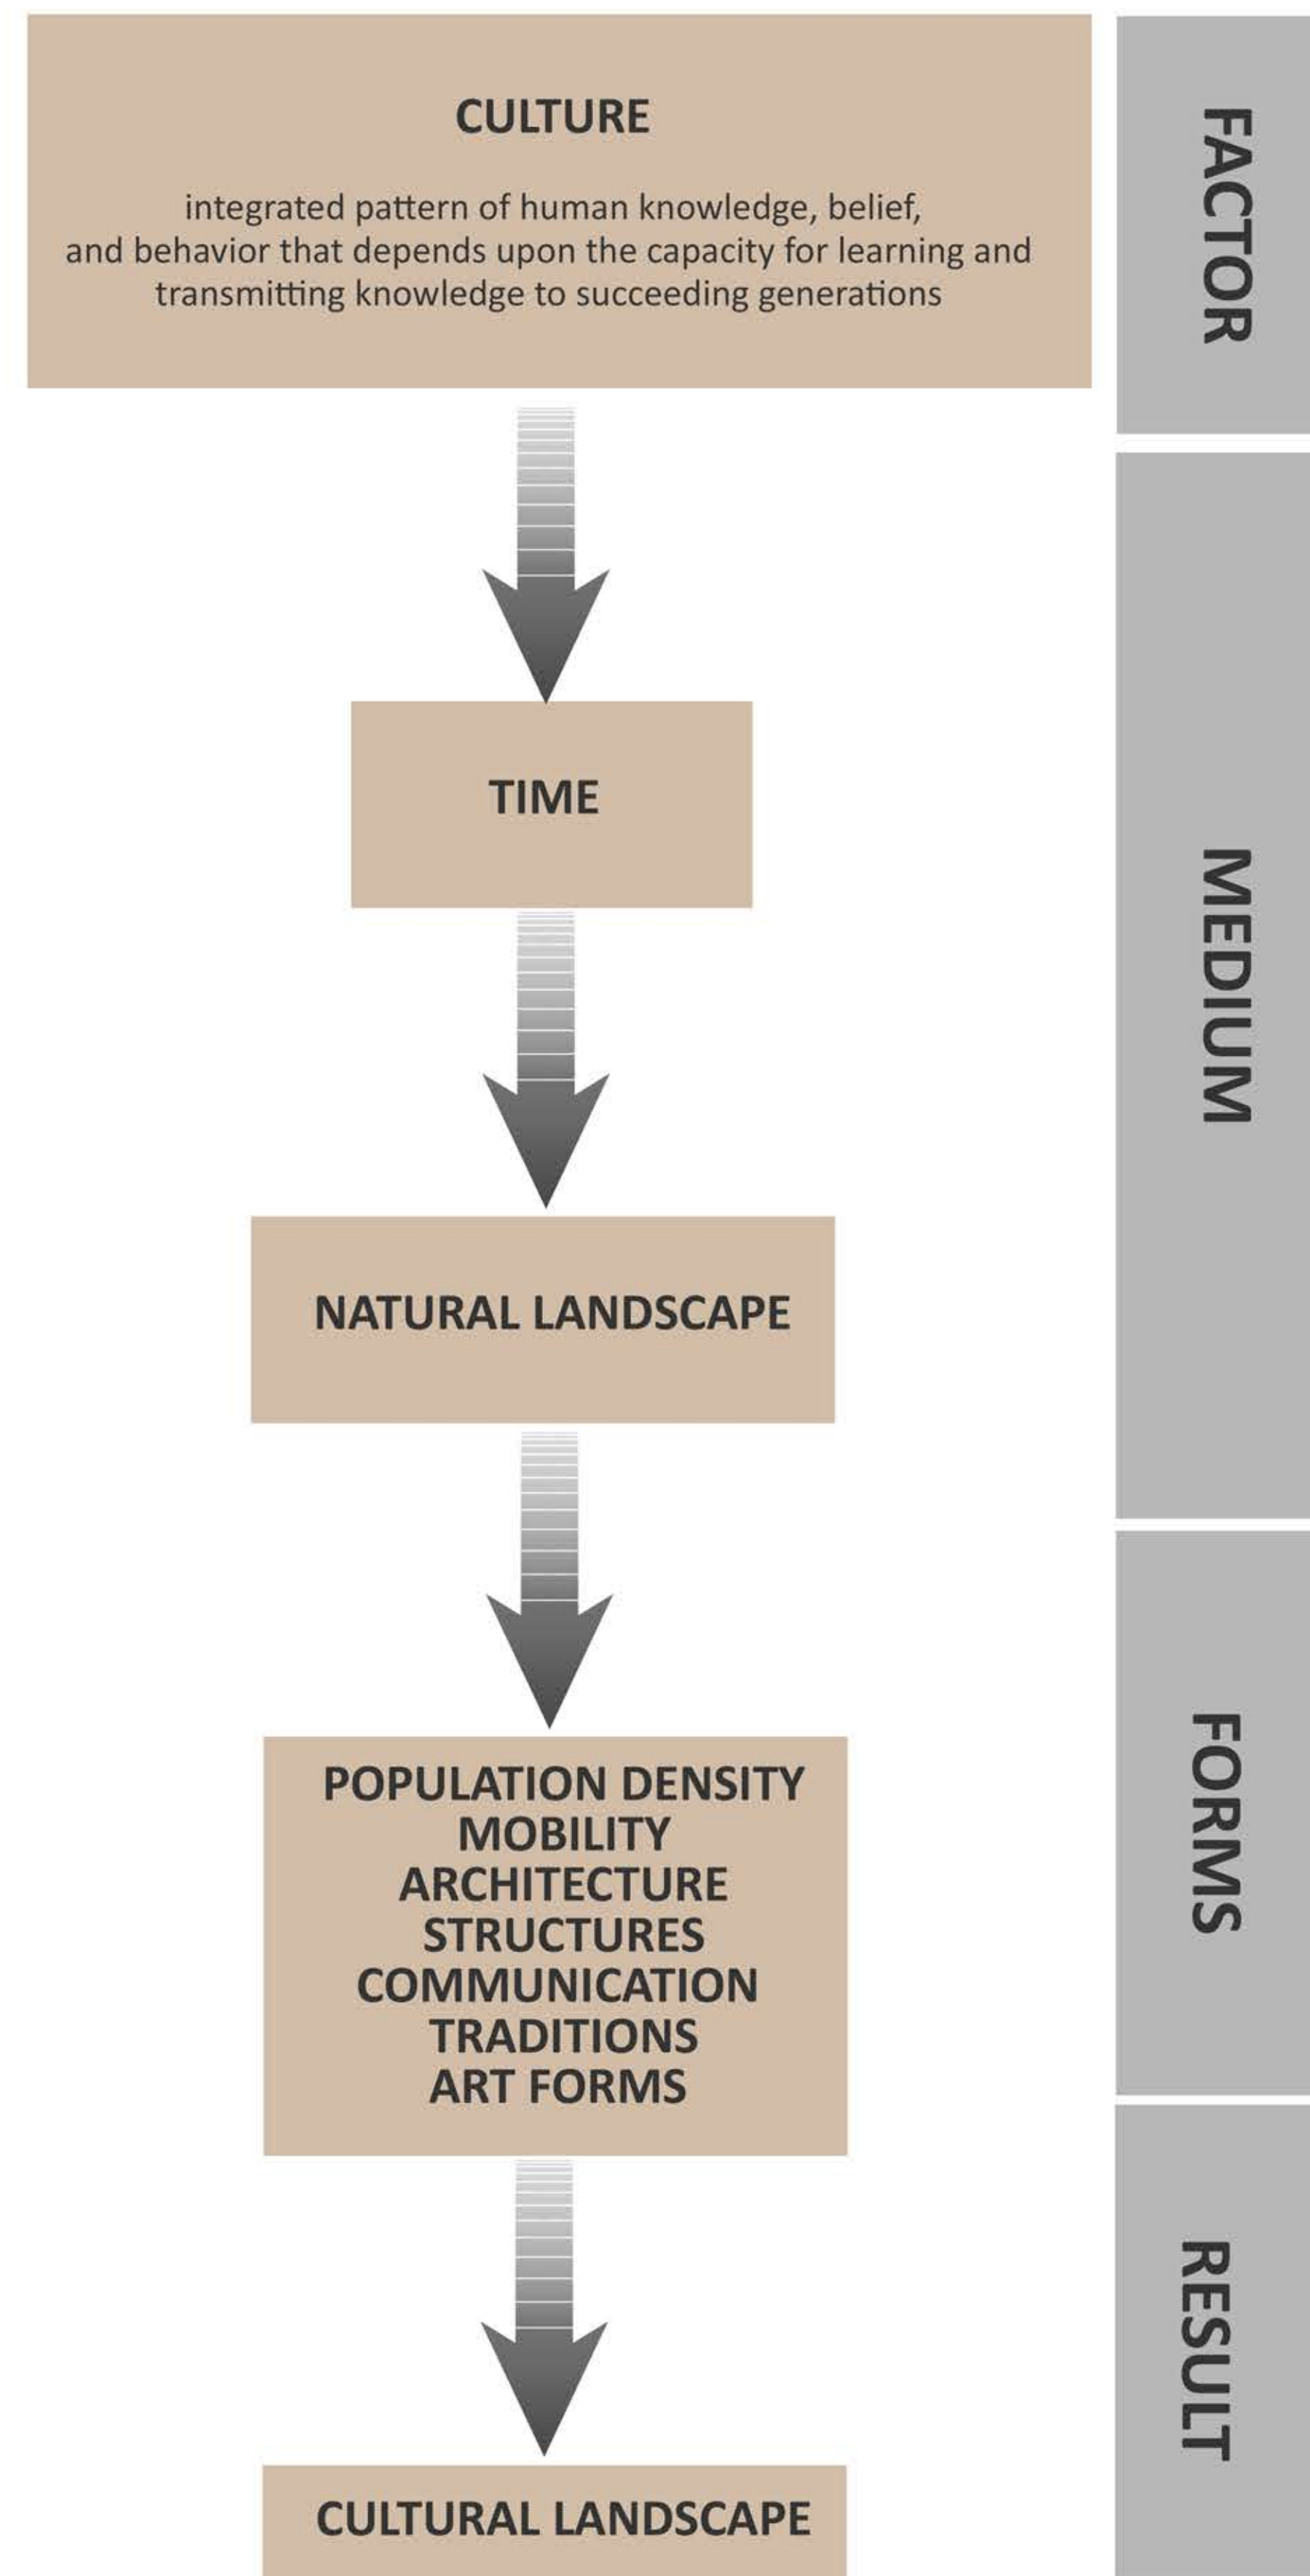 CULTURE
integrated pattern of human knowledge, belief,
and behavior that depends upon the capacity for learning and
transmitting knowledge to succeeding generations
FACTOR
TIME
MEDIUM
NATURAL LANDSCAPE
POPULATION DENSITY
MOBILITY
ARCHITECTURE
STRUCTURES
COMMUNICATION
TRADITIONS
ART FORMS
FORMS
CULTURAL LANDSCAPE
RESULT